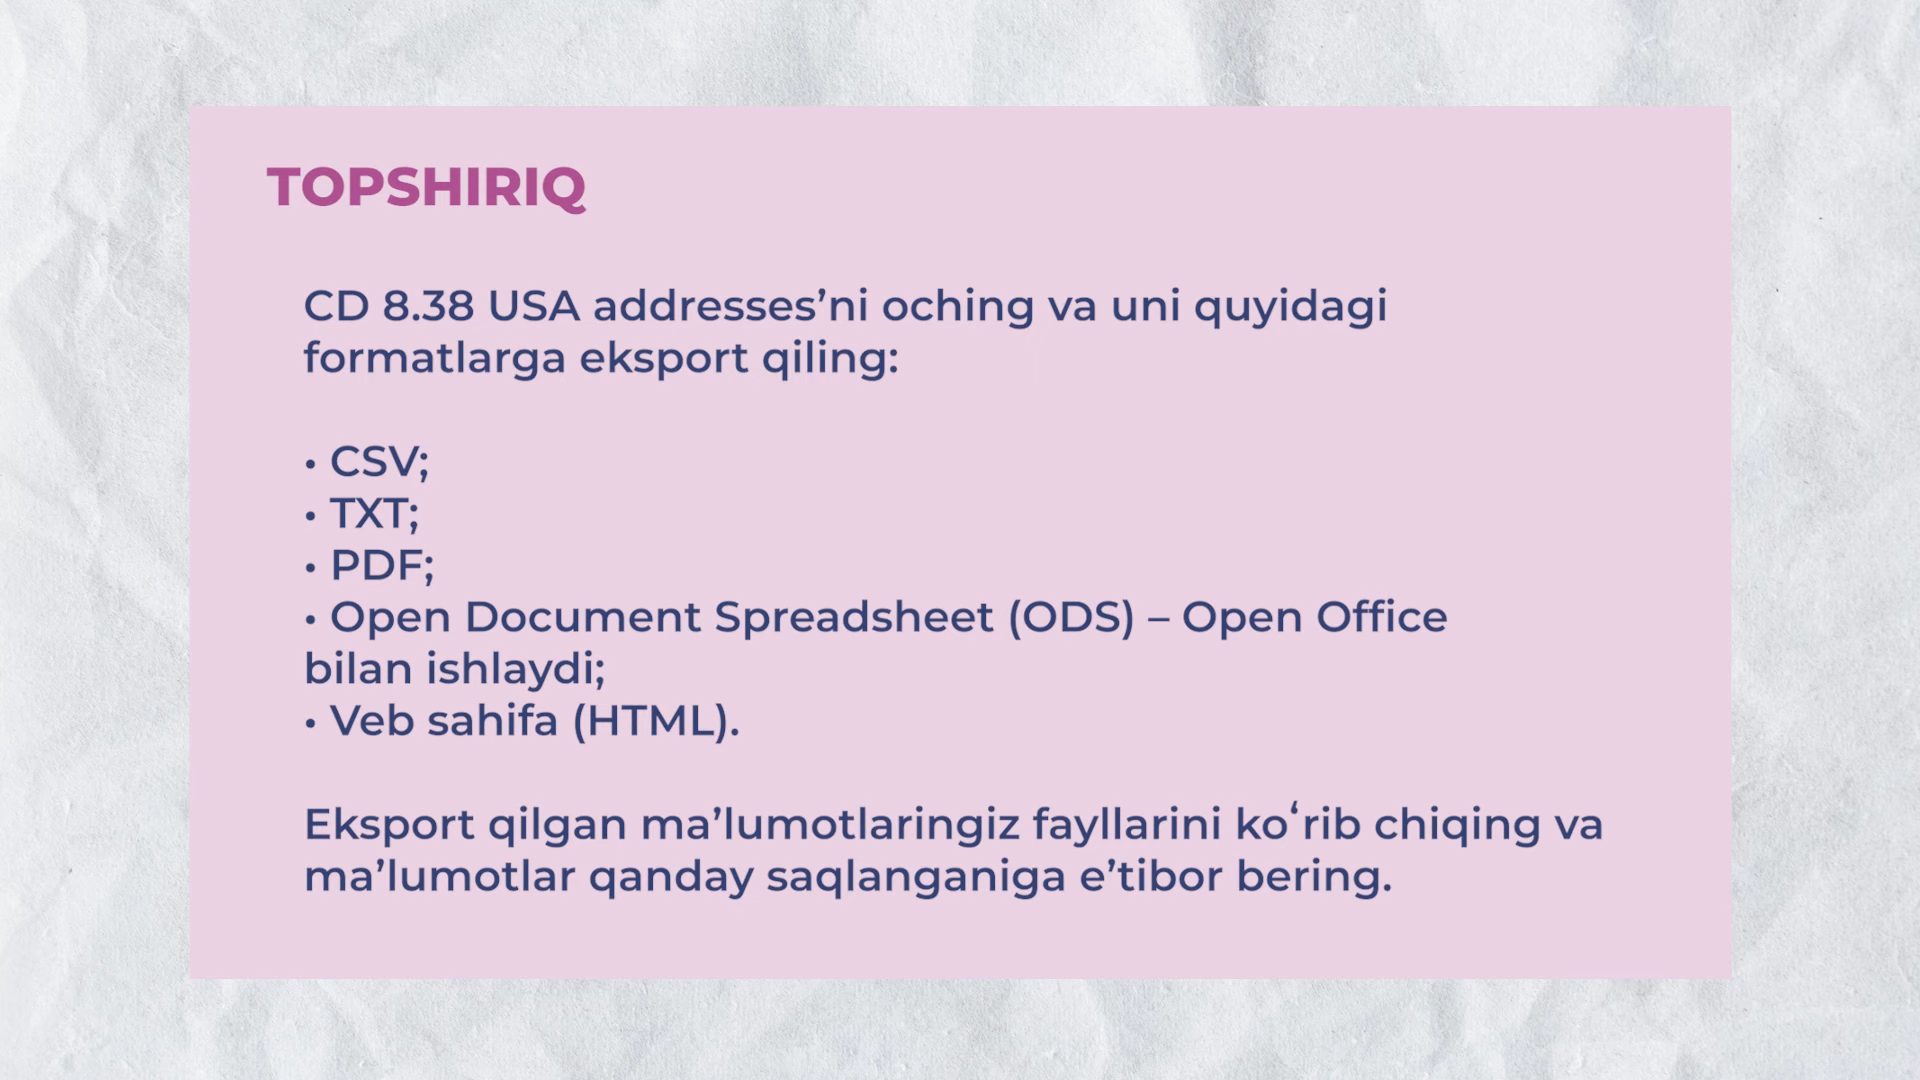 TOPSHIRIQ
CD 8.38 USA addresses’ni oching va uni quyidagi
formatlarga eksport qiling:
• CSV;
• TXT;
• PDF;
• Open Document Spreadsheet (ODS) – Open Office
bilan ishlaydi;
• Veb sahifa (HTML).
Eksport qilgan ma’lumotlaringiz fayllarini koʻrib chiqing va
ma’lumotlar qanday saqlanganiga e’tibor bering.